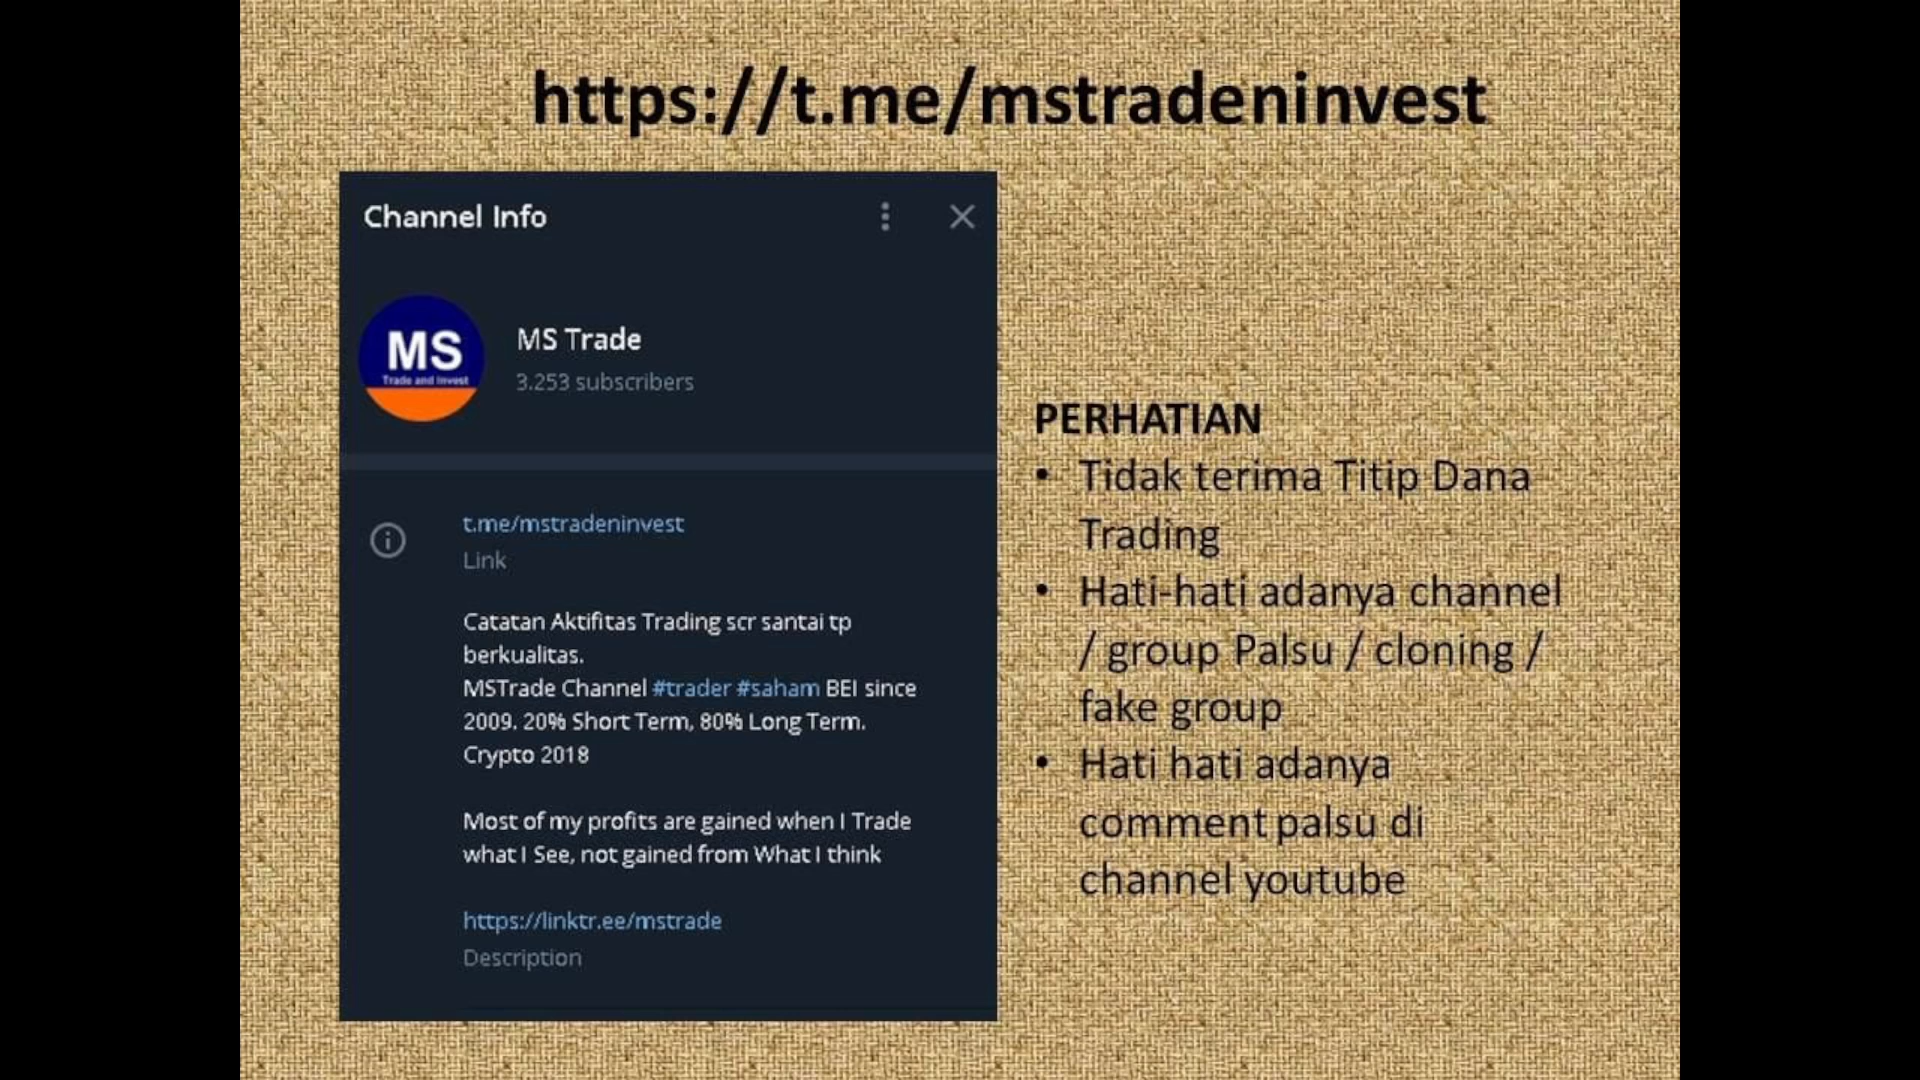 https://t.me/mstradeninvest
Channel Info
MS
Trade and Invest
MS Trade
3.253 subscribers
t.me/mstradeninvest
Link
Catatan Aktifitas Trading scr santai tp
berkualitas.
MSTrade Channel #trader #saham BEI since
2009. 20% Short Term, 80% Long Term.
Crypto 2018
Most of my profits are gained when I Trade
what I See, not gained from What I think
https://linktr.ee/mstrade
Description
PERHATIAN
• Tidak terima Titip Dana
Trading
• Hati-hati adanya channel
/ group Palsu / cloning /
fake group
• Hati hati adanya
comment palsu di
channel youtube